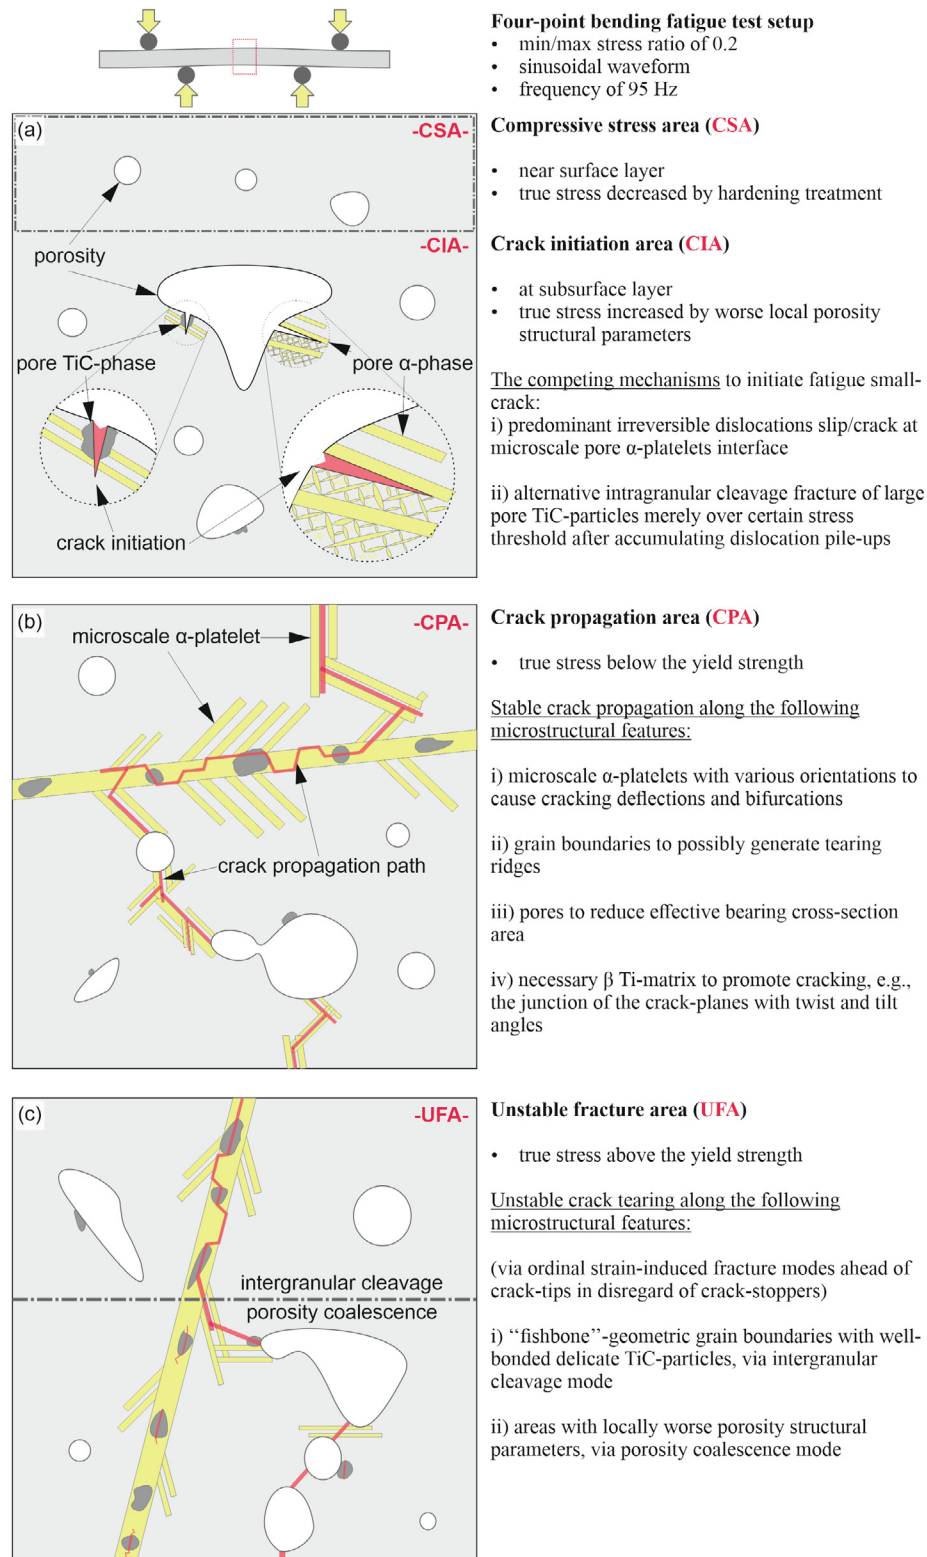 Four-point bending fatigue test setup
• min/max stress ratio of 0.2
• sinusoidal waveform
• frequency of 95 Hz
(a)
-CSA-
-CIA-
porosity
pore TiC-phase
pore α-phase
crack initiation
Compressive stress area (CSA)
• near surface layer
• true stress decreased by hardening treatment
Crack initiation area (CIA)
• at subsurface layer
• true stress increased by worse local porosity
structural parameters
The competing mechanisms to initiate fatigue small-
crack:
i) predominant irreversible dislocations slip/crack at
microscale pore α-platelets interface
ii) alternative intragranular cleavage fracture of large
pore TiC-particles merely over certain stress
threshold after accumulating dislocation pile-ups
(b)
-CPA-
microscale α-platelet
crack propagation path
Crack propagation area (CPA)
• true stress below the yield strength
Stable crack propagation along the following
microstructural features:
i) microscale α-platelets with various orientations to
cause cracking deflections and bifurcations
ii) grain boundaries to possibly generate tearing
ridges
iii) pores to reduce effective bearing cross-section
area
iv) necessary β Ti-matrix to promote cracking, e.g.,
the junction of the crack-planes with twist and tilt
angles
(c)
-UFA-
intergranular cleavage
porosity coalescence
Unstable fracture area (UFA)
• true stress above the yield strength
Unstable crack tearing along the following
microstructural features:
(via ordinal strain-induced fracture modes ahead of
crack-tips in disregard of crack-stoppers)
i) “fishbone”-geometric grain boundaries with well-
bonded delicate TiC-particles, via intergranular
cleavage mode
ii) areas with locally worse porosity structural
parameters, via porosity coalescence mode